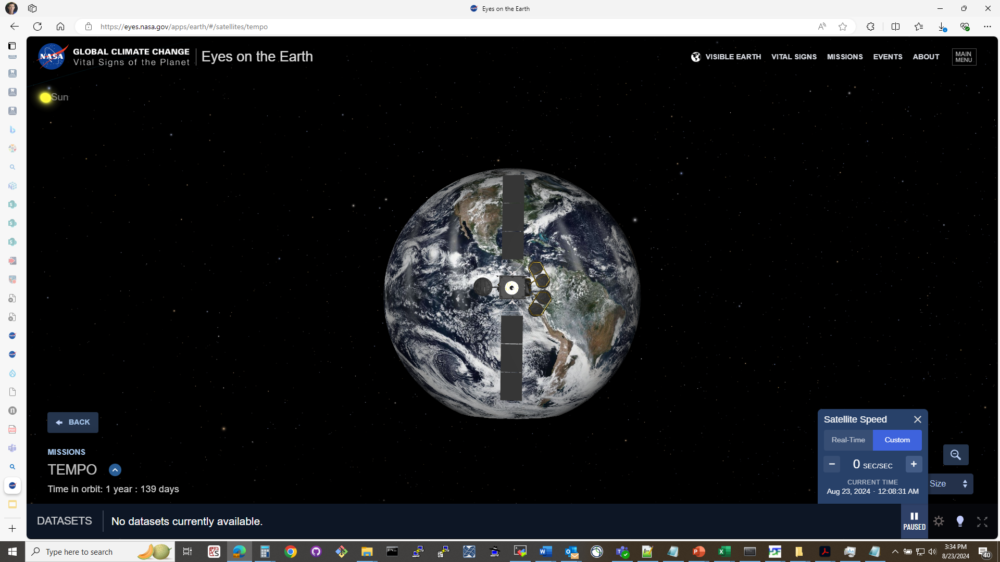 Eyes on the Earth
https://eyes.nasa.gov/apps/earth/#/satellites/tempo
NASA
GLOBAL CLIMATE CHANGE
Vital Signs of the Planet
Eyes on the Earth
VISIBLE EARTH
VITAL SIGNS
MISSIONS
EVENTS
ABOUT
MAIN
MENU
Sun
BACK
MISSIONS
TEMPO
Time in orbit: 1 year : 139 days
Satellite Speed
Real-Time
Custom
0 SEC/SEC
CURRENT TIME
Aug 23, 2024 · 12:08:31 AM
Size
DATASETS
No datasets currently available.
PAUSED
Type here to search
3:34 PM
8/23/2024
40